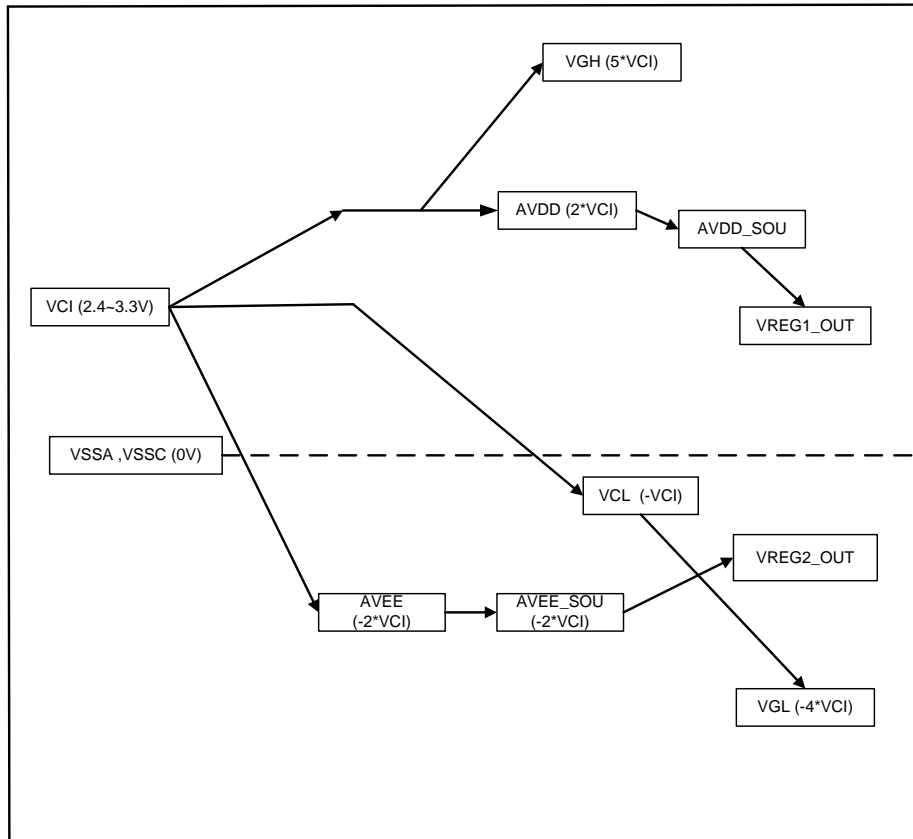 VGH (5*VCI)
AVDD (2*VCI)
AVDD_SOU
VCI (2.4~3.3V)
VREG1_OUT
VSSA ,VSSC (0V)
VCL (-VCI)
VREG2_OUT
AVEE
(-2*VCI)
AVEE_SOU
(-2*VCI)
VGL (-4*VCI)